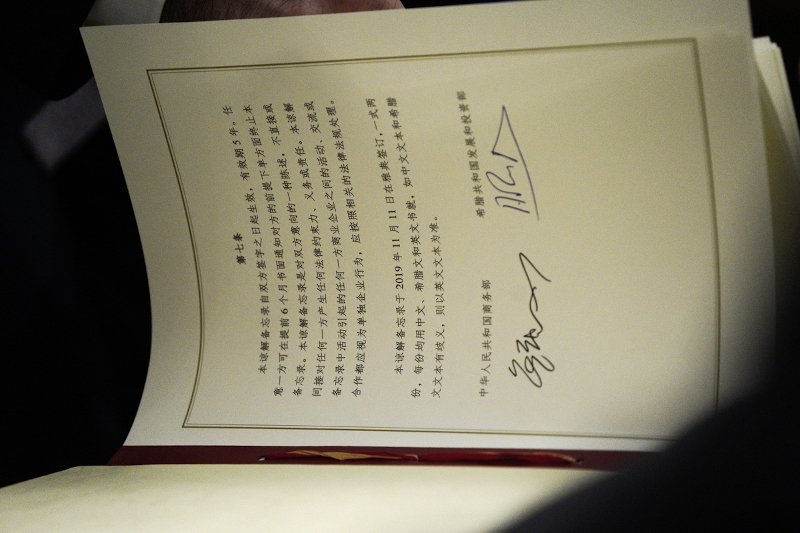 第七条
本谅解备忘录自双方签字之日起生效，有效期 5 年。任
意一方可在提前 6 个月书面通知对方的前提下单方面终止本
备忘录。本谅解备忘录是对双方意向的一种陈述，不直接或
间接对任何一方产生任何法律约束力、义务或责任。本谅解
备忘录中活动引起的任何一方商业企业之间的活动、交流或
合作都应视为单独企业行为，应按照相关的法律法规处理。
本谅解备忘录于 2019 年 11 月 11 日在雅典签订，一式两
份，每份均用中文、希腊文和英文书就，如中文文本和希腊
文文本有歧义，则以英文文本为准。
中华人民共和国商务部
希腊共和国发展和投资部